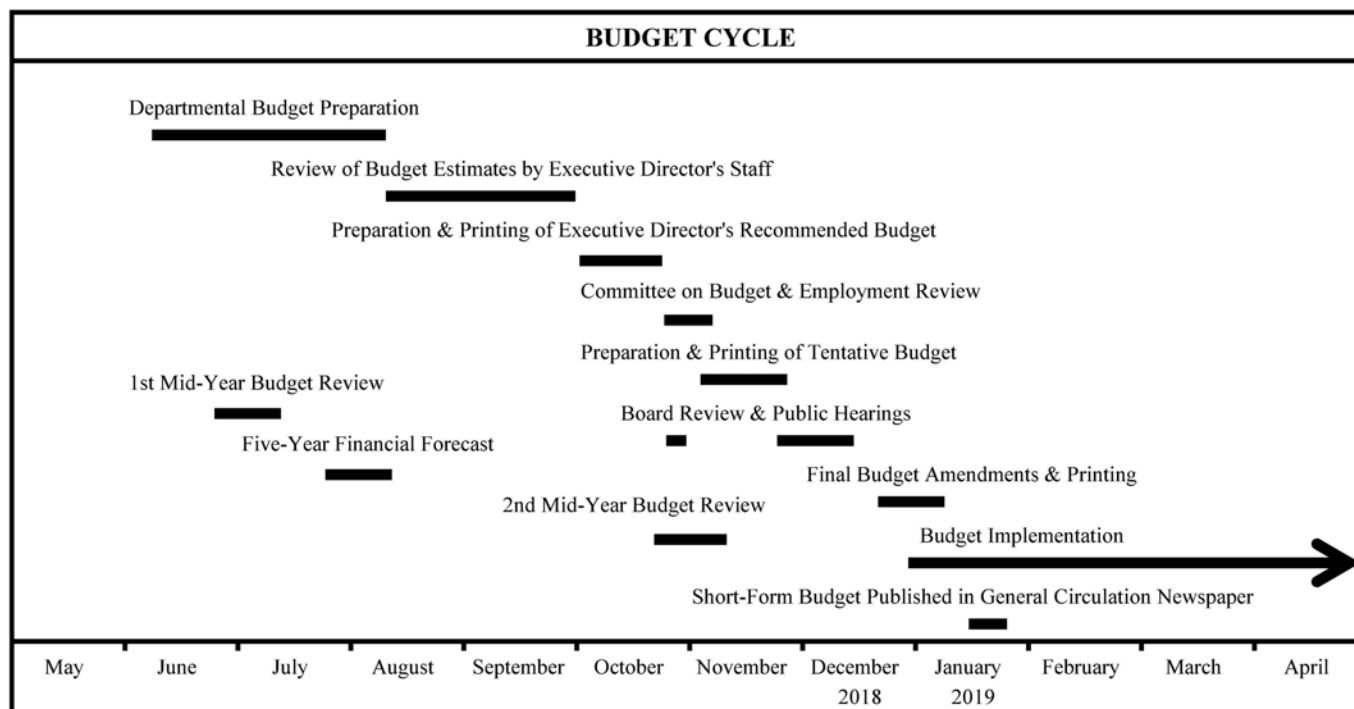 BUDGET CYCLE
Departmental Budget Preparation
Review of Budget Estimates by Executive Director's Staff
Preparation & Printing of Executive Director's Recommended Budget
Committee on Budget & Employment Review
Preparation & Printing of Tentative Budget
1st Mid-Year Budget Review
Board Review & Public Hearings
Five-Year Financial Forecast
Final Budget Amendments & Printing
2nd Mid-Year Budget Review
Budget Implementation
Short-Form Budget Published in General Circulation Newspaper
May June July August September October November December January February March April
2018 2019